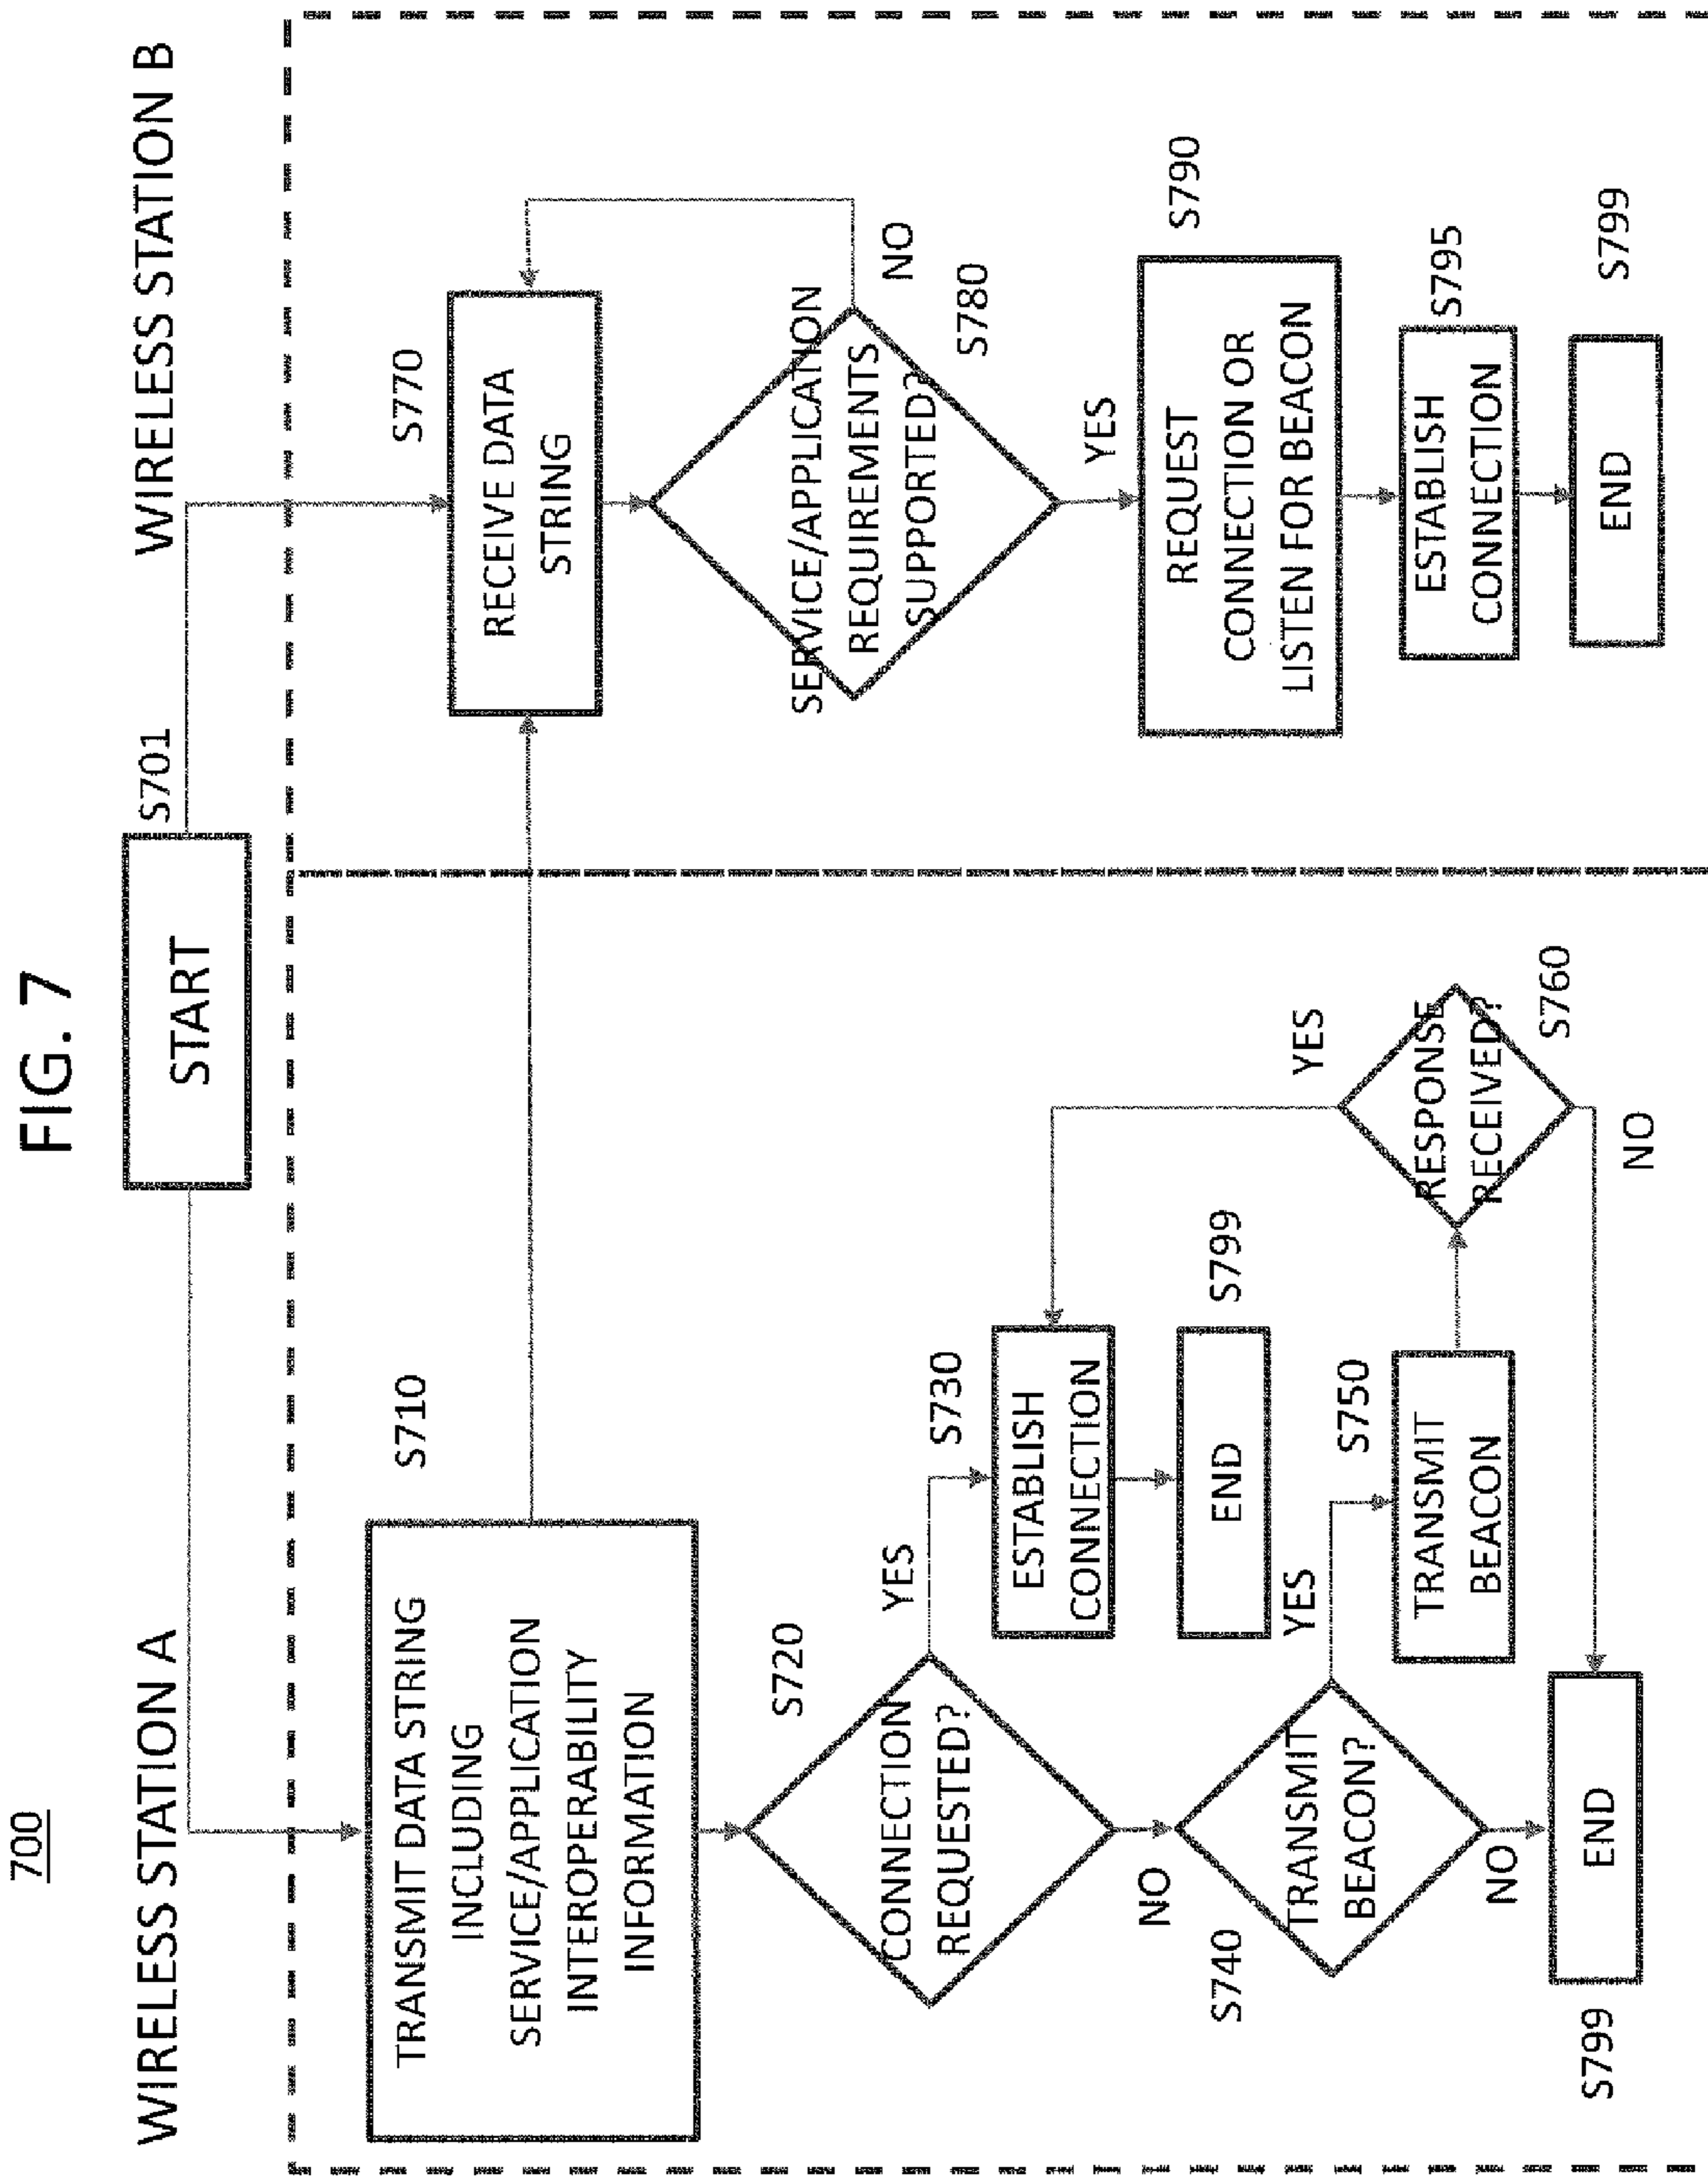 700
FIG. 7
WIRELESS STATION A
START
S701
WIRELESS STATION B
S710
TRANSMIT DATA STRING
INCLUDING
SERVICE/APPLICATION
INTEROPERABILITY
INFORMATION
S720
CONNECTION
REQUESTED?
YES
S730
ESTABLISH
CONNECTION
S799
END
NO
S740
TRANSMIT
BEACON?
YES
S750
TRANSMIT
BEACON
YES
RESPONSE
RECEIVED?
S760
NO
NO
END
S799
S770
RECEIVE DATA
STRING
SERVICE/APPLICATION
REQUIREMENTS
SUPPORTED?
NO
S780
YES
S790
REQUEST
CONNECTION OR
LISTEN FOR BEACON
S795
ESTABLISH
CONNECTION
S799
END